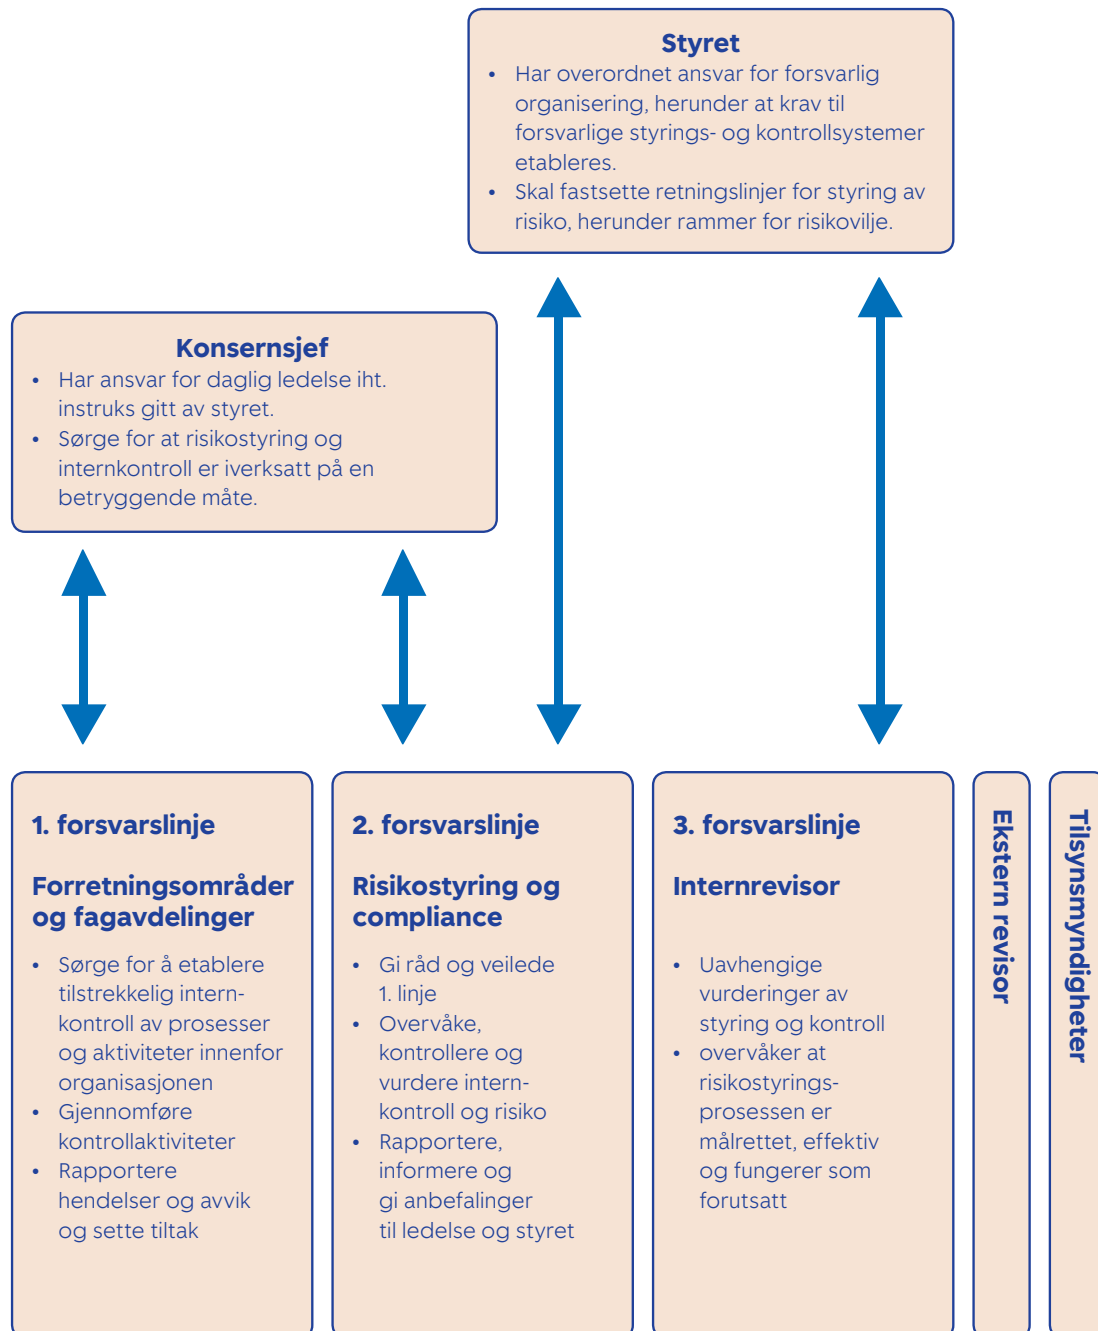 Styret
• Har overordnet ansvar for forsvarlig
organisering, herunder at krav til
forsvarlige styrings- og kontrollsystemer
etableres.
• Skal fastsette retningslinjer for styring av
risiko, herunder rammer for risikovilje.
Konsernsjef
• Har ansvar for daglig ledelse iht.
instruks gitt av styret.
• Sørge for at risikostyring og
internkontroll er iverksatt på en
betryggende måte.
1. forsvarslinje
Forretningsområder
og fagavdelinger
• Sørge for å etablere
tilstrekkelig intern-
kontroll av prosesser
og aktiviteter innenfor
organisasjonen
• Gjennomføre
kontrollaktiviteter
• Rapportere
hendelser og avvik
og sette tiltak
2. forsvarslinje
Risikostyring og
compliance
• Gi råd og veilede
1. linje
• Overvåke,
kontrollere og
vurdere intern-
kontroll og risiko
• Rapportere,
informere og
gi anbefalinger
til ledelse og styret
3. forsvarslinje
Internrevisor
• Uavhengige
vurderinger av
styring og kontroll
• overvåker at
risikostyrings-
prosessen er
målrettet, effektiv
og fungerer som
forutsatt
Ekstern revisor
Tilsynsmyndigheter